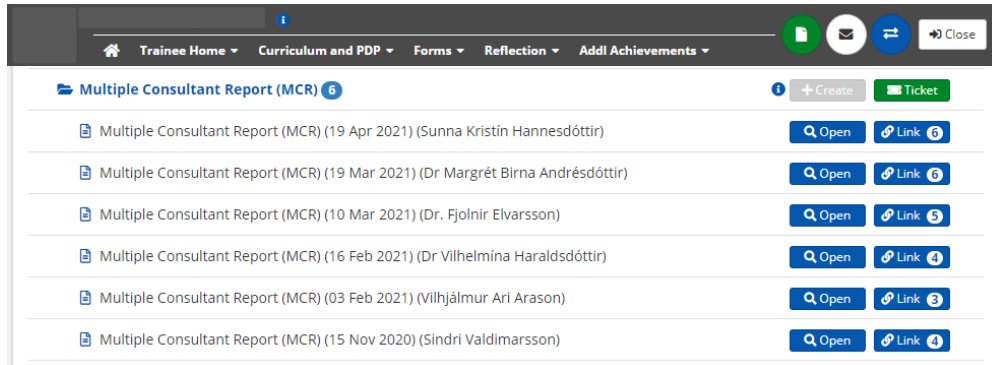 i
Trainee Home Curriculum and PDP Forms Reflection Addl Achievements Close
Multiple Consultant Report (MCR) 6 i + Create Ticket
Multiple Consultant Report (MCR) (19 Apr 2021) (Sunna Kristín Hannesdóttir) Open Link 6
Multiple Consultant Report (MCR) (19 Mar 2021) (Dr Margrét Birna Andrésdóttir) Open Link 6
Multiple Consultant Report (MCR) (10 Mar 2021) (Dr. Fjolnir Elvarsson) Open Link 5
Multiple Consultant Report (MCR) (16 Feb 2021) (Dr Vilhelmína Haraldsdóttir) Open Link 4
Multiple Consultant Report (MCR) (03 Feb 2021) (Vilhjálmur Ari Arason) Open Link 3
Multiple Consultant Report (MCR) (15 Nov 2020) (Sindri Valdimarsson) Open Link 4